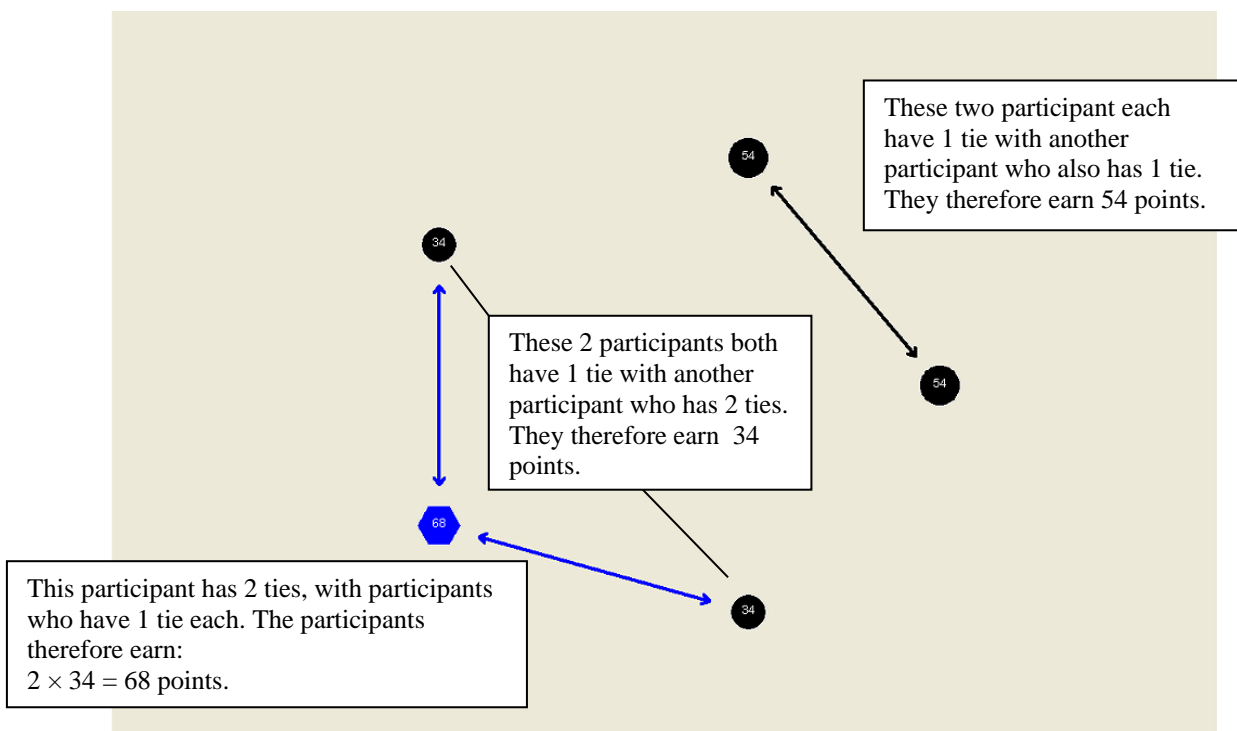 These two participant each
have 1 tie with another
participant who also has 1 tie.
They therefore earn 54 points.
54
34
54
These 2 participants both
have 1 tie with another
participant who has 2 ties.
They therefore earn  34
points.
68
34
This participant has 2 ties, with participants
who have 1 tie each. The participants
therefore earn:
2 × 34 = 68 points.